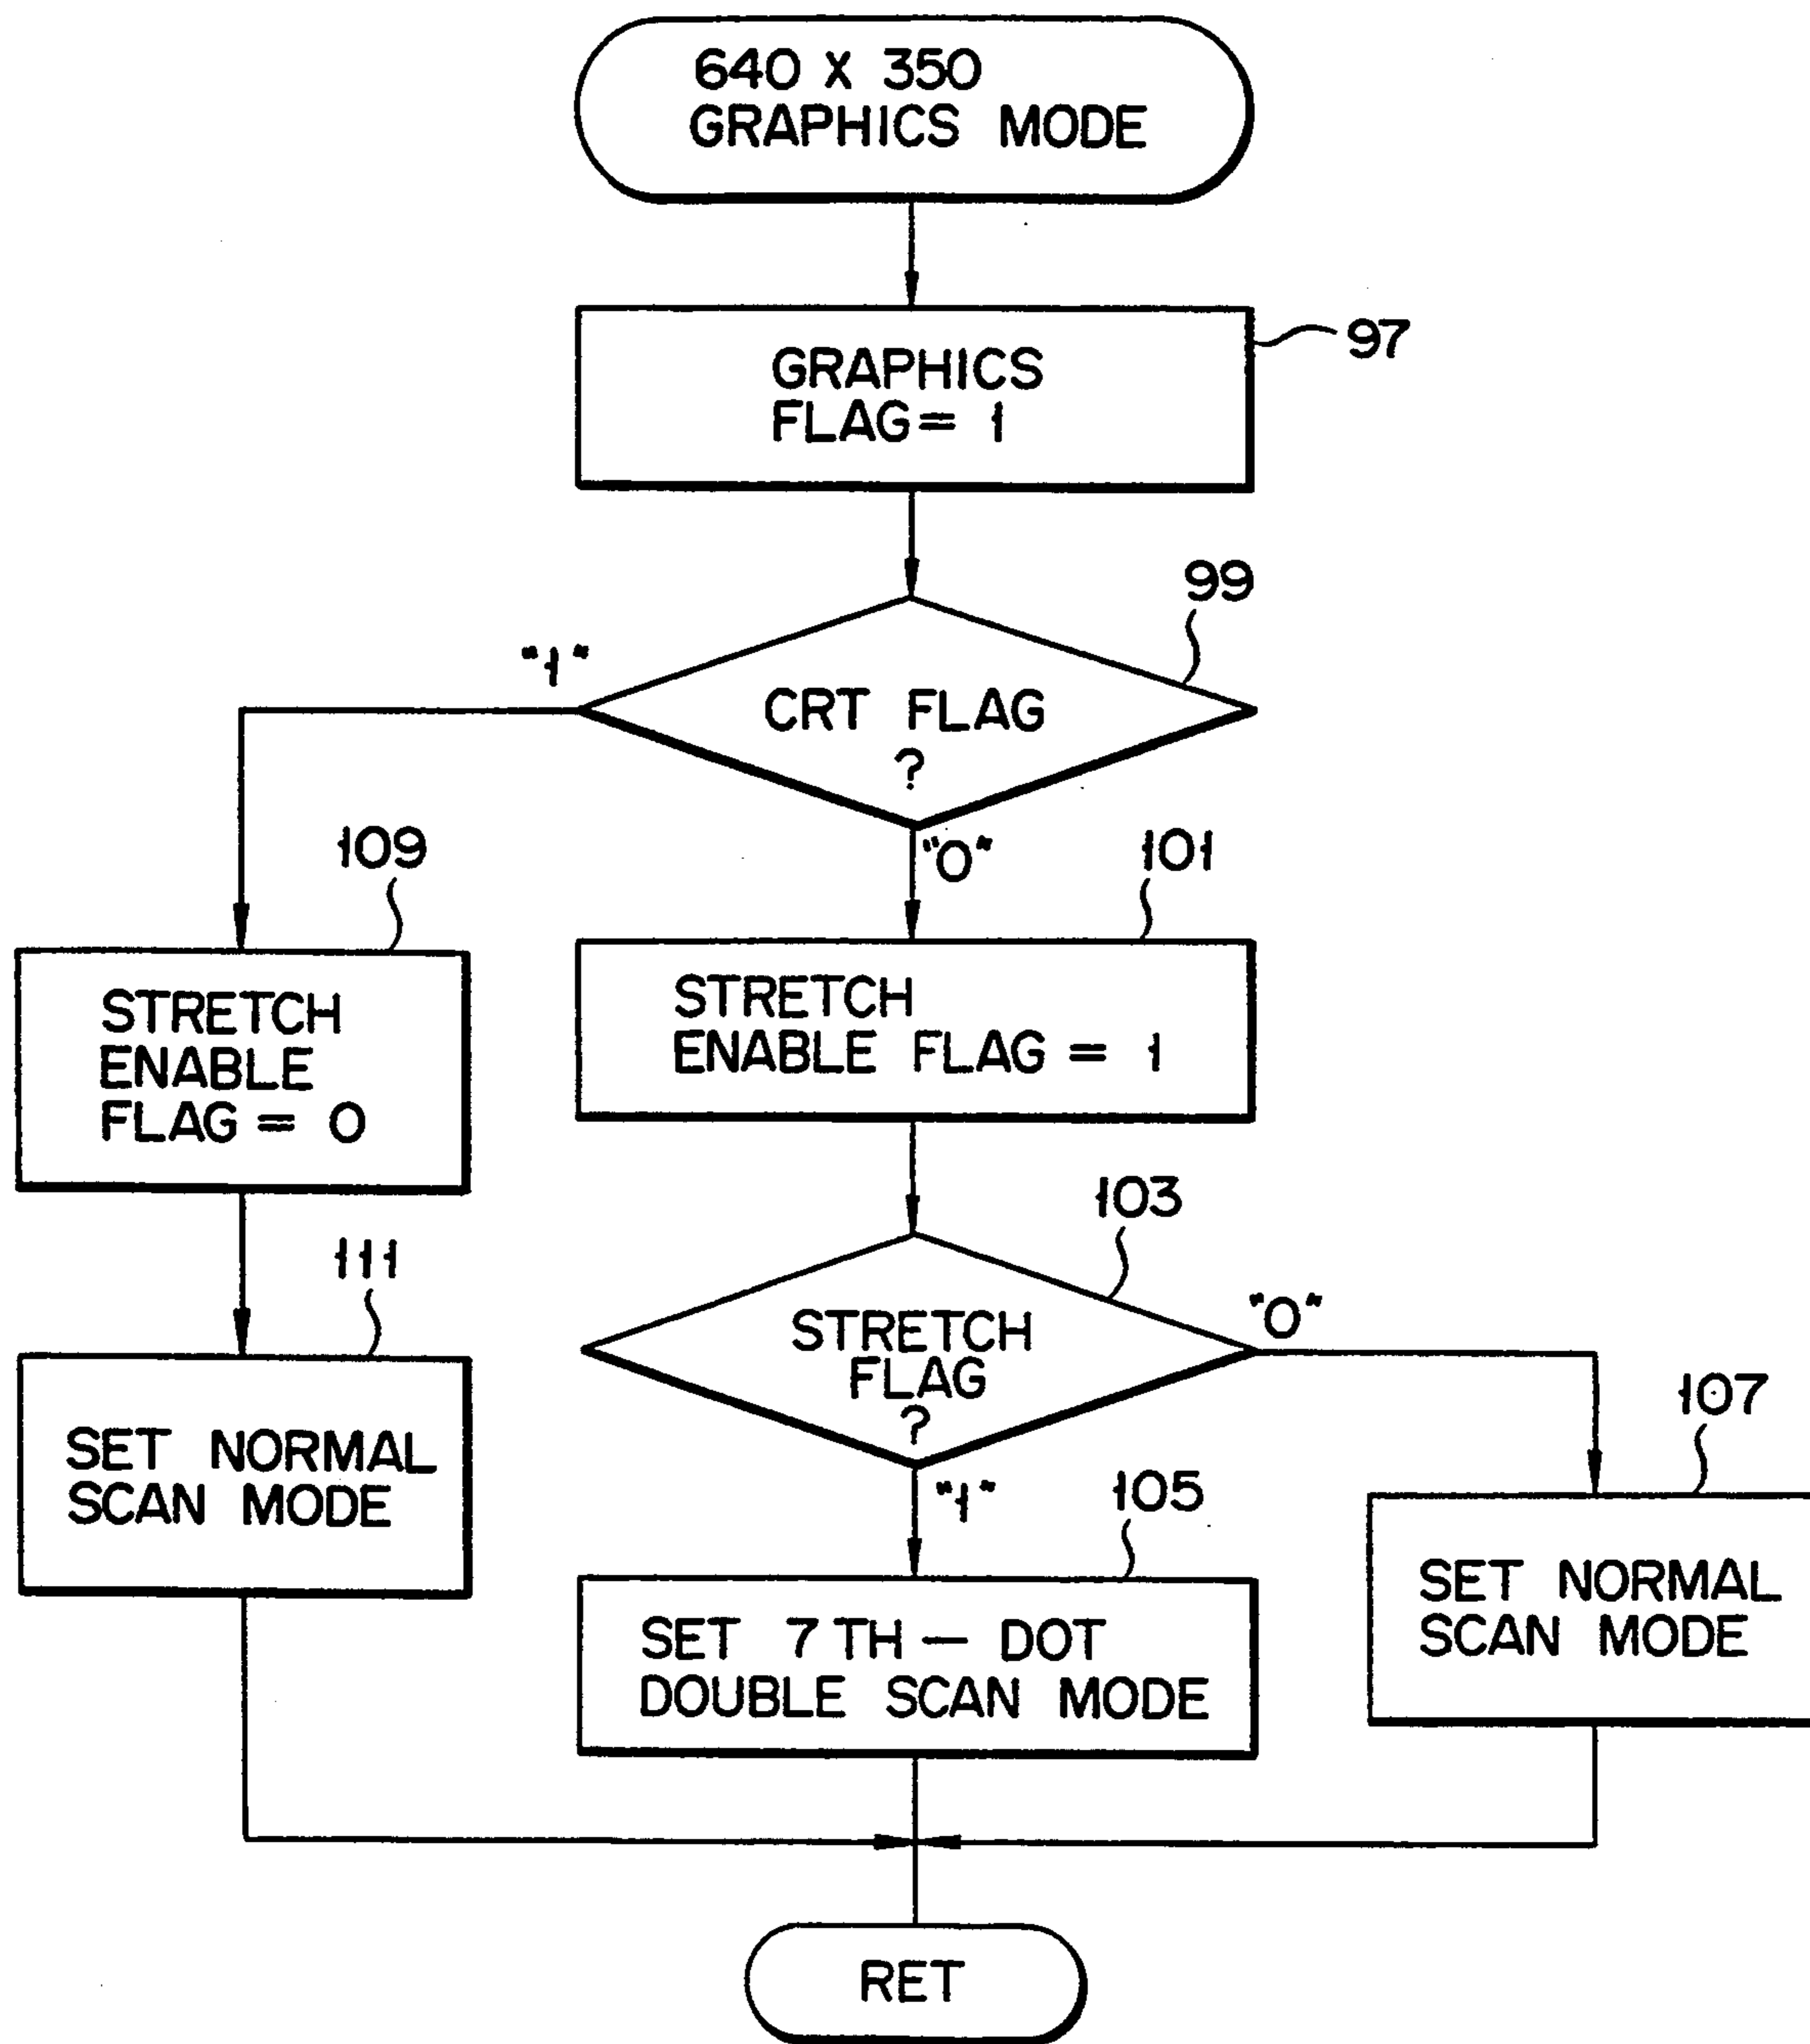 640 X 350
GRAPHICS MODE
97
GRAPHICS
FLAG = 1
99
"1"
CRT FLAG
?
"0"
109
101
STRETCH
ENABLE
FLAG = 0
STRETCH
ENABLE FLAG = 1
103
111
"0"
STRETCH
FLAG
?
107
"1"
105
SET NORMAL
SCAN MODE
SET 7 TH — DOT
DOUBLE SCAN MODE
SET NORMAL
SCAN MODE
RET